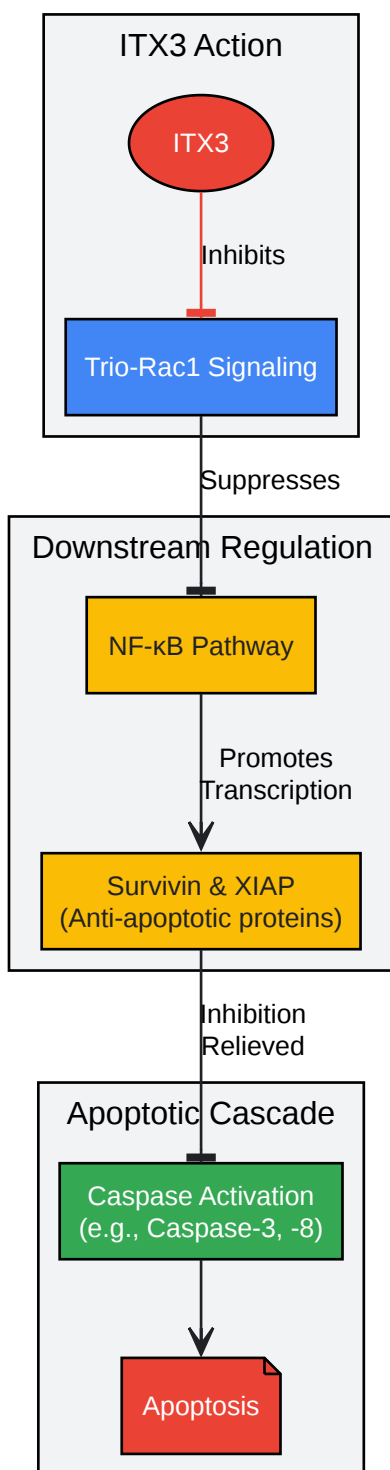 ITX3 Action
ITX3
Inhibits
Trio-Rac1 Signaling
Suppresses
Downstream Regulation
NF-κB Pathway
Promotes
Transcription
Survivin & XIAP
(Anti-apoptotic proteins)
Inhibition
Relieved
Apoptotic Cascade
Caspase Activation
(e.g., Caspase-3, -8)
Apoptosis